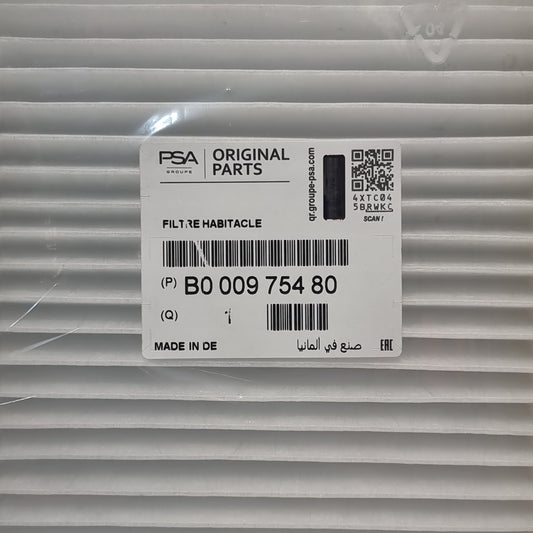 PSA
GROUPE
ORIGINAL
PARTS
qr.groupe-psa.com
4XTC04
5BRWKC
SCAN !
FILTRE HABITACLE
(P) B0 009 754 80
(Q) 1
MADE IN DE
صنع في ألمانيا
EAC